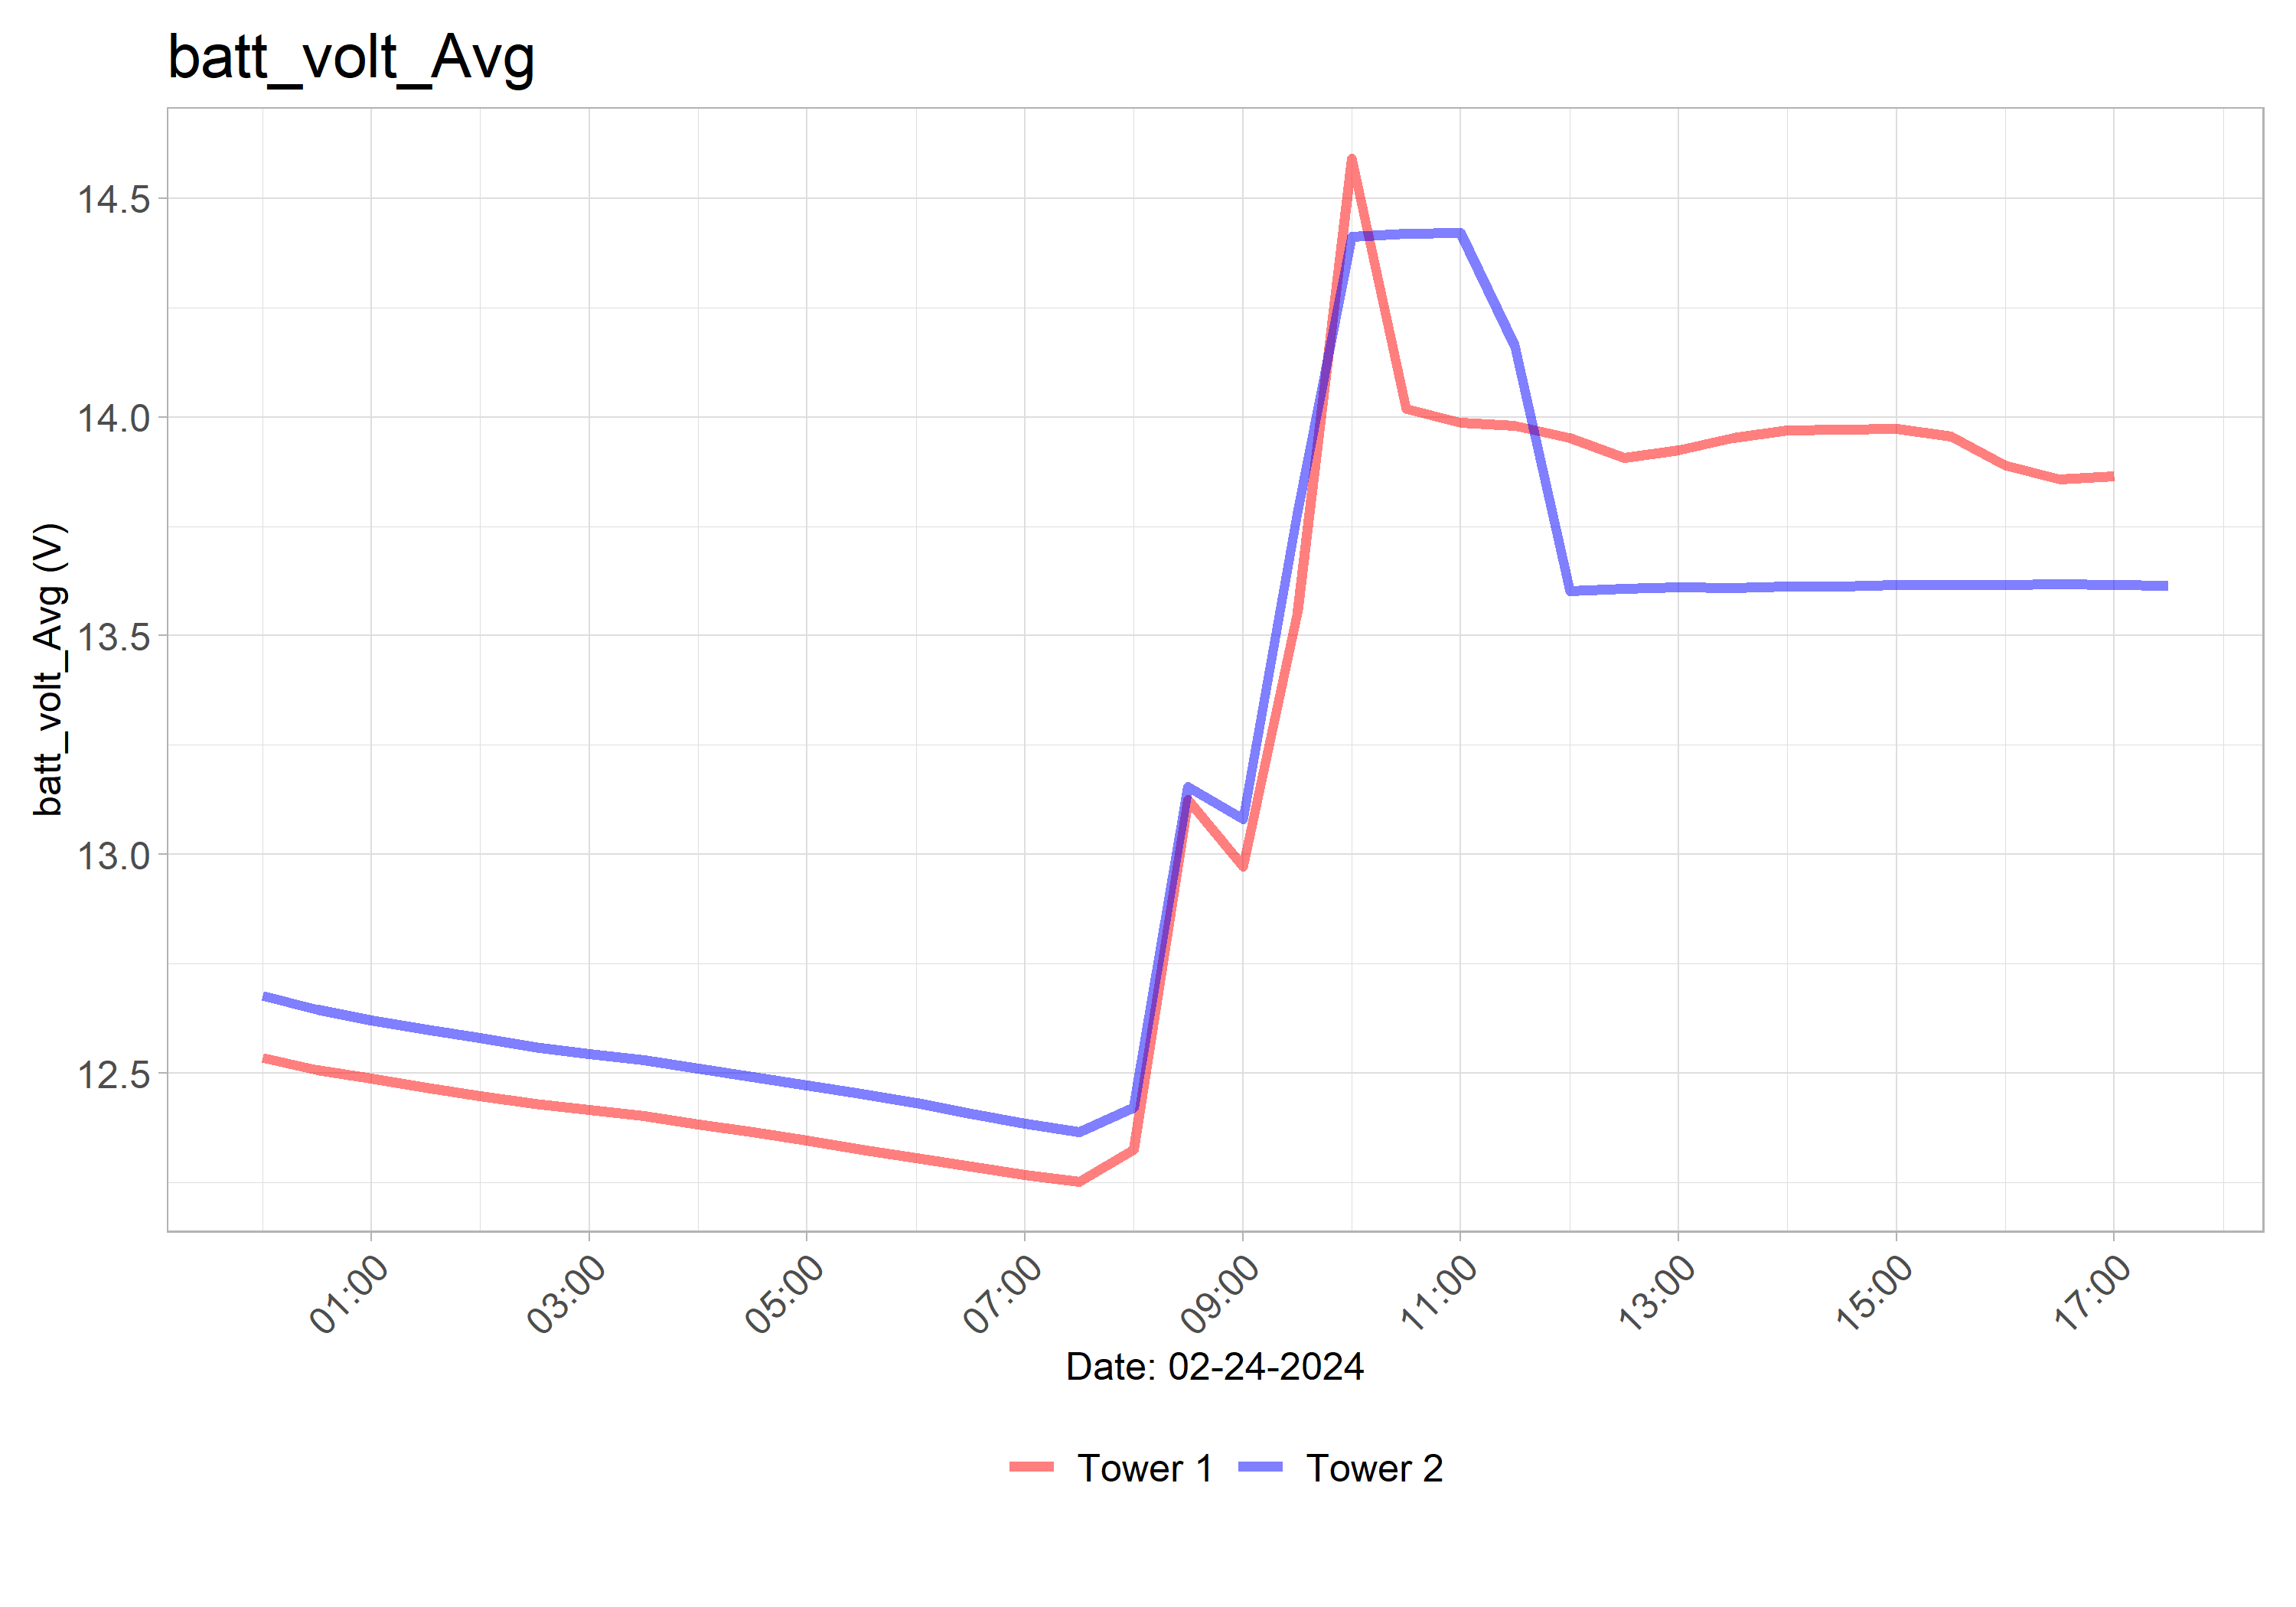 batt_volt_Avg
batt_volt_Avg (V)
14.5
14.0
13.5
13.0
12.5
01:00 03:00 05:00 07:00 09:00 11:00 13:00 15:00 17:00
Date: 02-24-2024
Tower 1 Tower 2